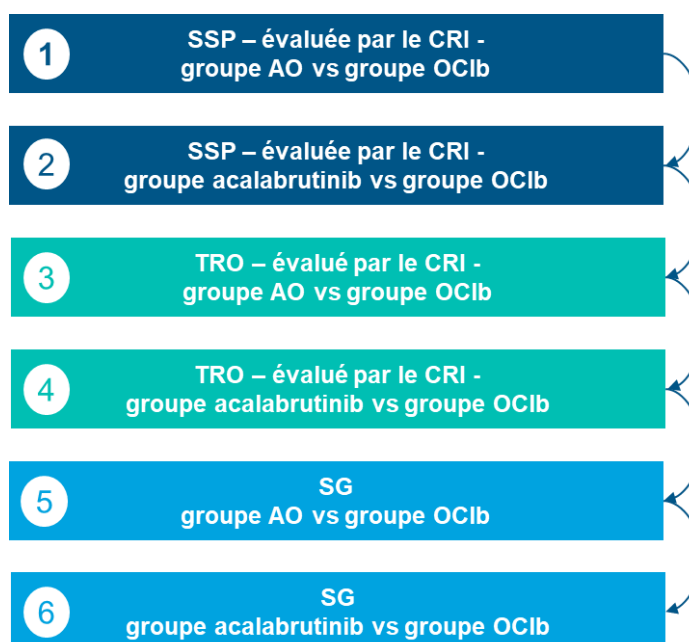 1
SSP – évaluée par le CRI -
groupe AO vs groupe OClb
2
SSP – évaluée par le CRI -
groupe acalabrutinib vs groupe OClb
3
TRO – évalué par le CRI -
groupe AO vs groupe OClb
4
TRO – évalué par le CRI -
groupe acalabrutinib vs groupe OClb
5
SG
groupe AO vs groupe OClb
6
SG
groupe acalabrutinib vs groupe OClb